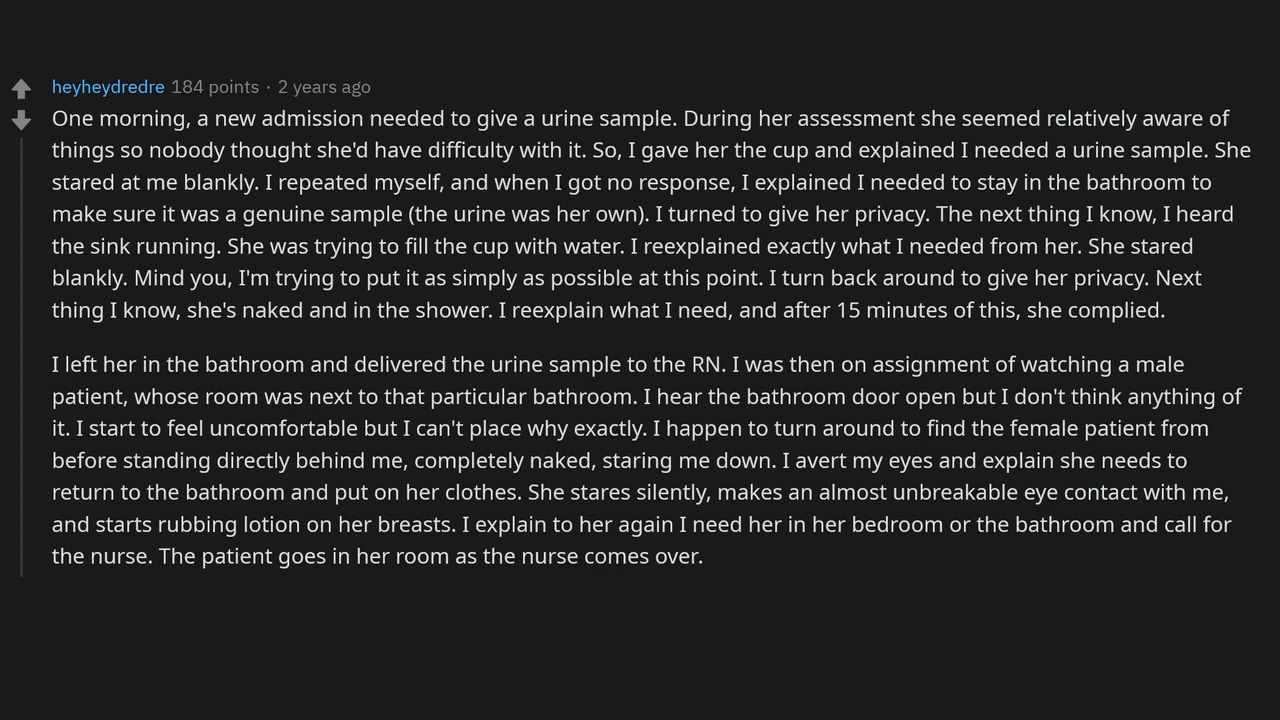 heyheydredre 184 points · 2 years ago
One morning, a new admission needed to give a urine sample. During her assessment she seemed relatively aware of
things so nobody thought she'd have difficulty with it. So, I gave her the cup and explained I needed a urine sample. She
stared at me blankly. I repeated myself, and when I got no response, I explained I needed to stay in the bathroom to
make sure it was a genuine sample (the urine was her own). I turned to give her privacy. The next thing I know, I heard
the sink running. She was trying to fill the cup with water. I reexplained exactly what I needed from her. She stared
blankly. Mind you, I'm trying to put it as simply as possible at this point. I turn back around to give her privacy. Next
thing I know, she's naked and in the shower. I reexplain what I need, and after 15 minutes of this, she complied.
I left her in the bathroom and delivered the urine sample to the RN. I was then on assignment of watching a male
patient, whose room was next to that particular bathroom. I hear the bathroom door open but I don't think anything of
it. I start to feel uncomfortable but I can't place why exactly. I happen to turn around to find the female patient from
before standing directly behind me, completely naked, staring me down. I avert my eyes and explain she needs to
return to the bathroom and put on her clothes. She stares silently, makes an almost unbreakable eye contact with me,
and starts rubbing lotion on her breasts. I explain to her again I need her in her bedroom or the bathroom and call for
the nurse. The patient goes in her room as the nurse comes over.